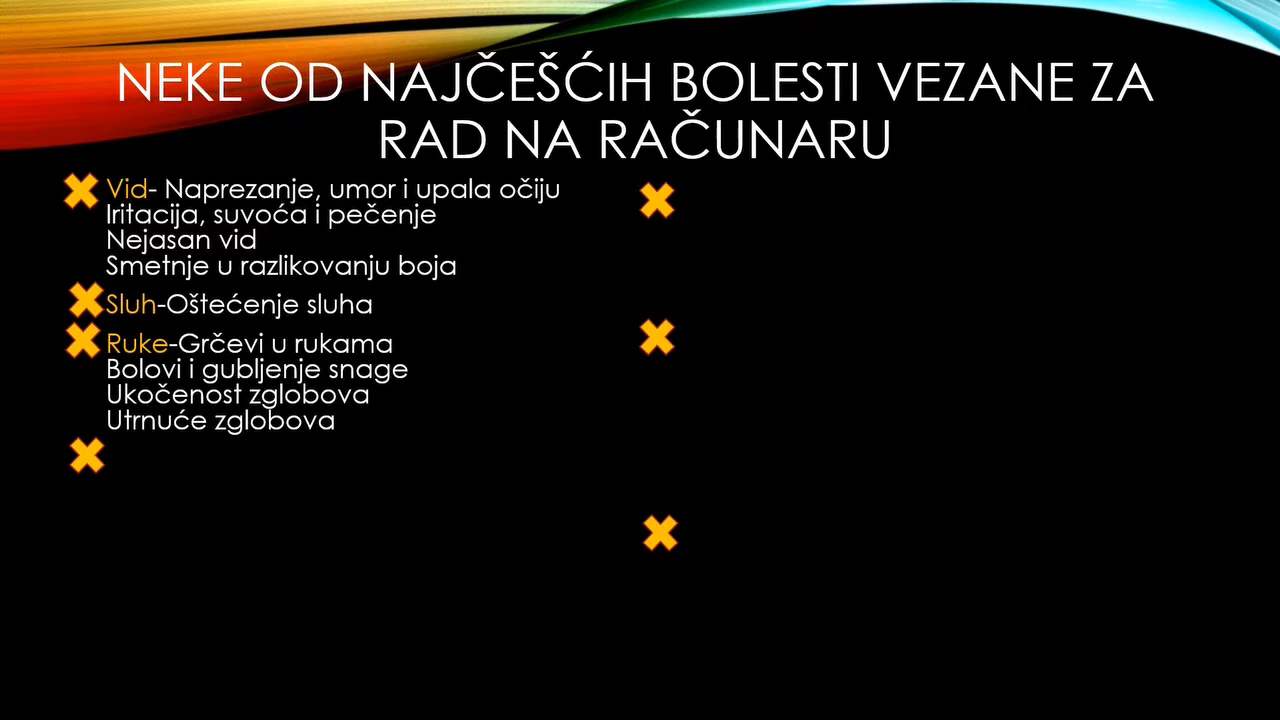 NEKE OD NAJČEŠĆIH BOLESTI VEZANE ZA
RAD NA RAČUNARU
Vid- Naprezanje, umor i upala očiju
Iritacija, suvoća i pečenje
Nejasan vid
Smetnje u razlikovanju boja
Sluh-Oštećenje sluha
Ruke-Grčevi u rukama
Bolovi i gubljenje snage
Ukočenost zglobova
Utrnuće zglobova